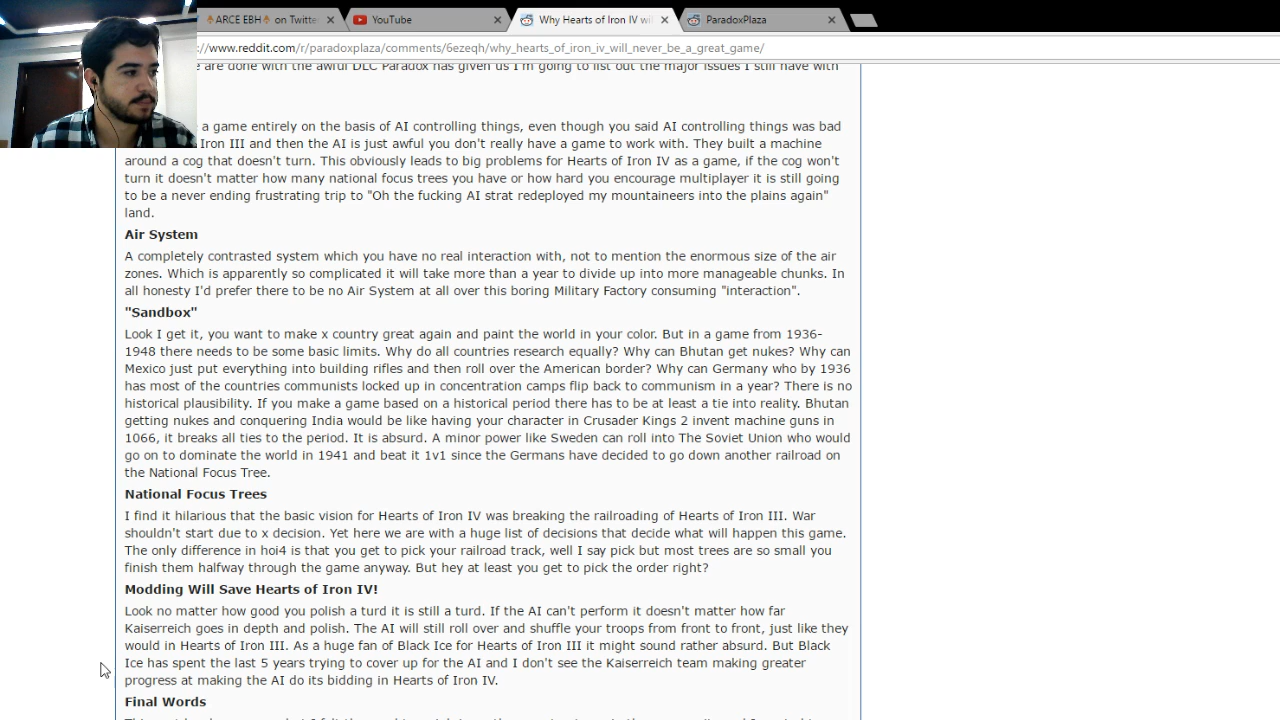 ARCE EBH on Twitte
YouTube
Why Hearts of Iron IV wil
ParadoxPlaza
://www.reddit.com/r/paradoxplaza/comments/6ezeqh/why_hearts_of_iron_iv_will_never_be_a_great_game/
are done with the awful DLC Paradox has given us I'm going to list out the major issues I still have with
a game entirely on the basis of AI controlling things, even though you said AI controlling things was bad
Iron III and then the AI is just awful you don't really have a game to work with. They built a machine
around a cog that doesn't turn. This obviously leads to big problems for Hearts of Iron IV as a game, if the cog won't
turn it doesn't matter how many national focus trees you have or how hard you encourage multiplayer it is still going
to be a never ending frustrating trip to "Oh the fucking AI strat redeployed my mountaineers into the plains again"
land.
Air System
A completely contrasted system which you have no real interaction with, not to mention the enormous size of the air
zones. Which is apparently so complicated it will take more than a year to divide up into more manageable chunks. In
all honesty I'd prefer there to be no Air System at all over this boring Military Factory consuming "interaction".
"Sandbox"
Look I get it, you want to make x country great again and paint the world in your color. But in a game from 1936-
1948 there needs to be some basic limits. Why do all countries research equally? Why can Bhutan get nukes? Why can
Mexico just put everything into building rifles and then roll over the American border? Why can Germany who by 1936
has most of the countries communists locked up in concentration camps flip back to communism in a year? There is no
historical plausibility. If you make a game based on a historical period there has to be at least a tie into reality. Bhutan
getting nukes and conquering India would be like having your character in Crusader Kings 2 invent machine guns in
1066, it breaks all ties to the period. It is absurd. A minor power like Sweden can roll into The Soviet Union who would
go on to dominate the world in 1941 and beat it 1v1 since the Germans have decided to go down another railroad on
the National Focus Tree.
National Focus Trees
I find it hilarious that the basic vision for Hearts of Iron IV was breaking the railroading of Hearts of Iron III. War
shouldn't start due to x decision. Yet here we are with a huge list of decisions that decide what will happen this game.
The only difference in hoi4 is that you get to pick your railroad track, well I say pick but most trees are so small you
finish them halfway through the game anyway. But hey at least you get to pick the order right?
Modding Will Save Hearts of Iron IV!
Look no matter how good you polish a turd it is still a turd. If the AI can't perform it doesn't matter how far
Kaiserreich goes in depth and polish. The AI will still roll over and shuffle your troops from front to front, just like they
would in Hearts of Iron III. As a huge fan of Black Ice for Hearts of Iron III it might sound rather absurd. But Black
Ice has spent the last 5 years trying to cover up for the AI and I don't see the Kaiserreich team making greater
progress at making the AI do its bidding in Hearts of Iron IV.
Final Words